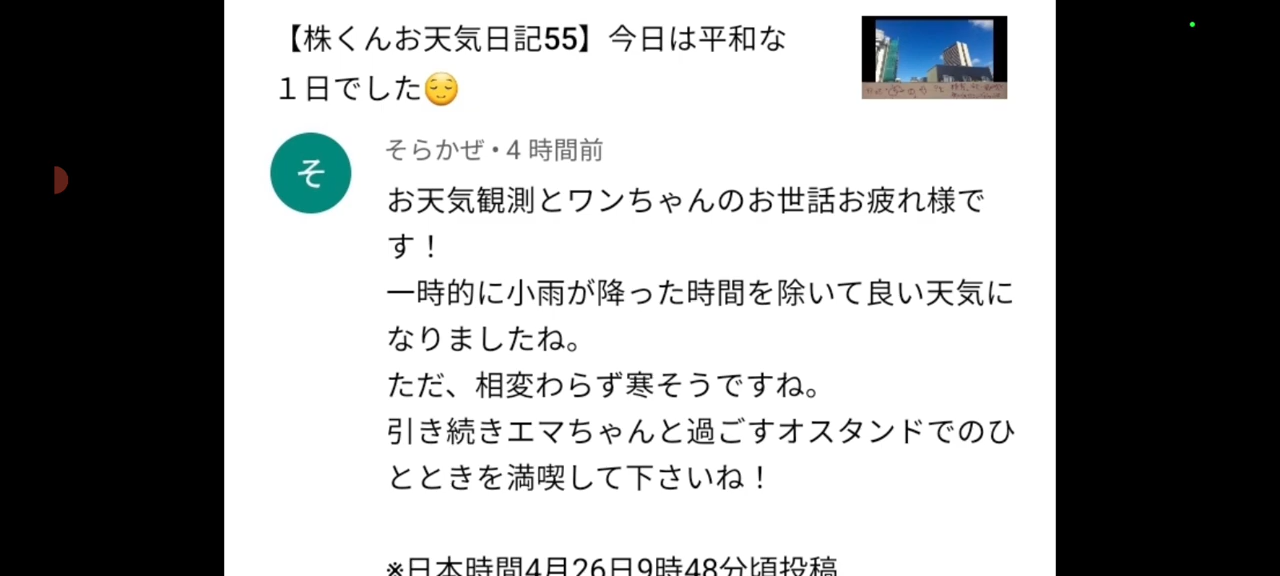 【株くんお天気日記55】今日は平和な
１日でした😌
そ
そらかぜ • 4 時間前
お天気観測とワンちゃんのお世話お疲れ様で
す！
一時的に小雨が降った時間を除いて良い天気に
なりましたね。
ただ、相変わらず寒そうですね。
引き続きエマちゃんと過ごすオスタンドでのひ
とときを満喫して下さいね！
※日本時間4月26日9時48分頃投稿